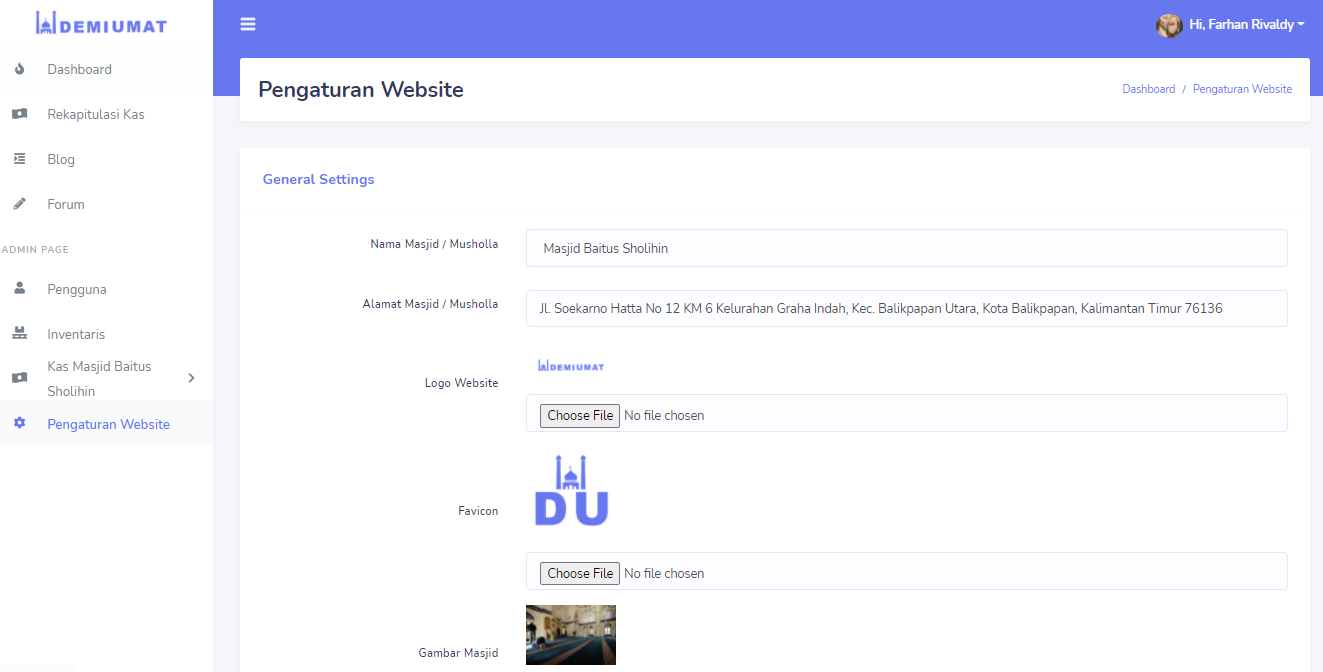 DEMIUMAT
Hi, Farhan Rivaldy
Dashboard
Rekapitulasi Kas
Blog
Forum
ADMIN PAGE
Pengguna
Inventaris
Kas Masjid Baitus
Sholihin
Pengaturan Website
Pengaturan Website
Dashboard / Pengaturan Website
General Settings
Nama Masjid / Musholla
Masjid Baitus Sholihin
Alamat Masjid / Musholla
Jl. Soekarno Hatta No 12 KM 6 Kelurahan Graha Indah, Kec. Balikpapan Utara, Kota Balikpapan, Kalimantan Timur 76136
Logo Website
DEMIUMAT
Choose File No file chosen
Favicon
DU
Choose File No file chosen
Gambar Masjid